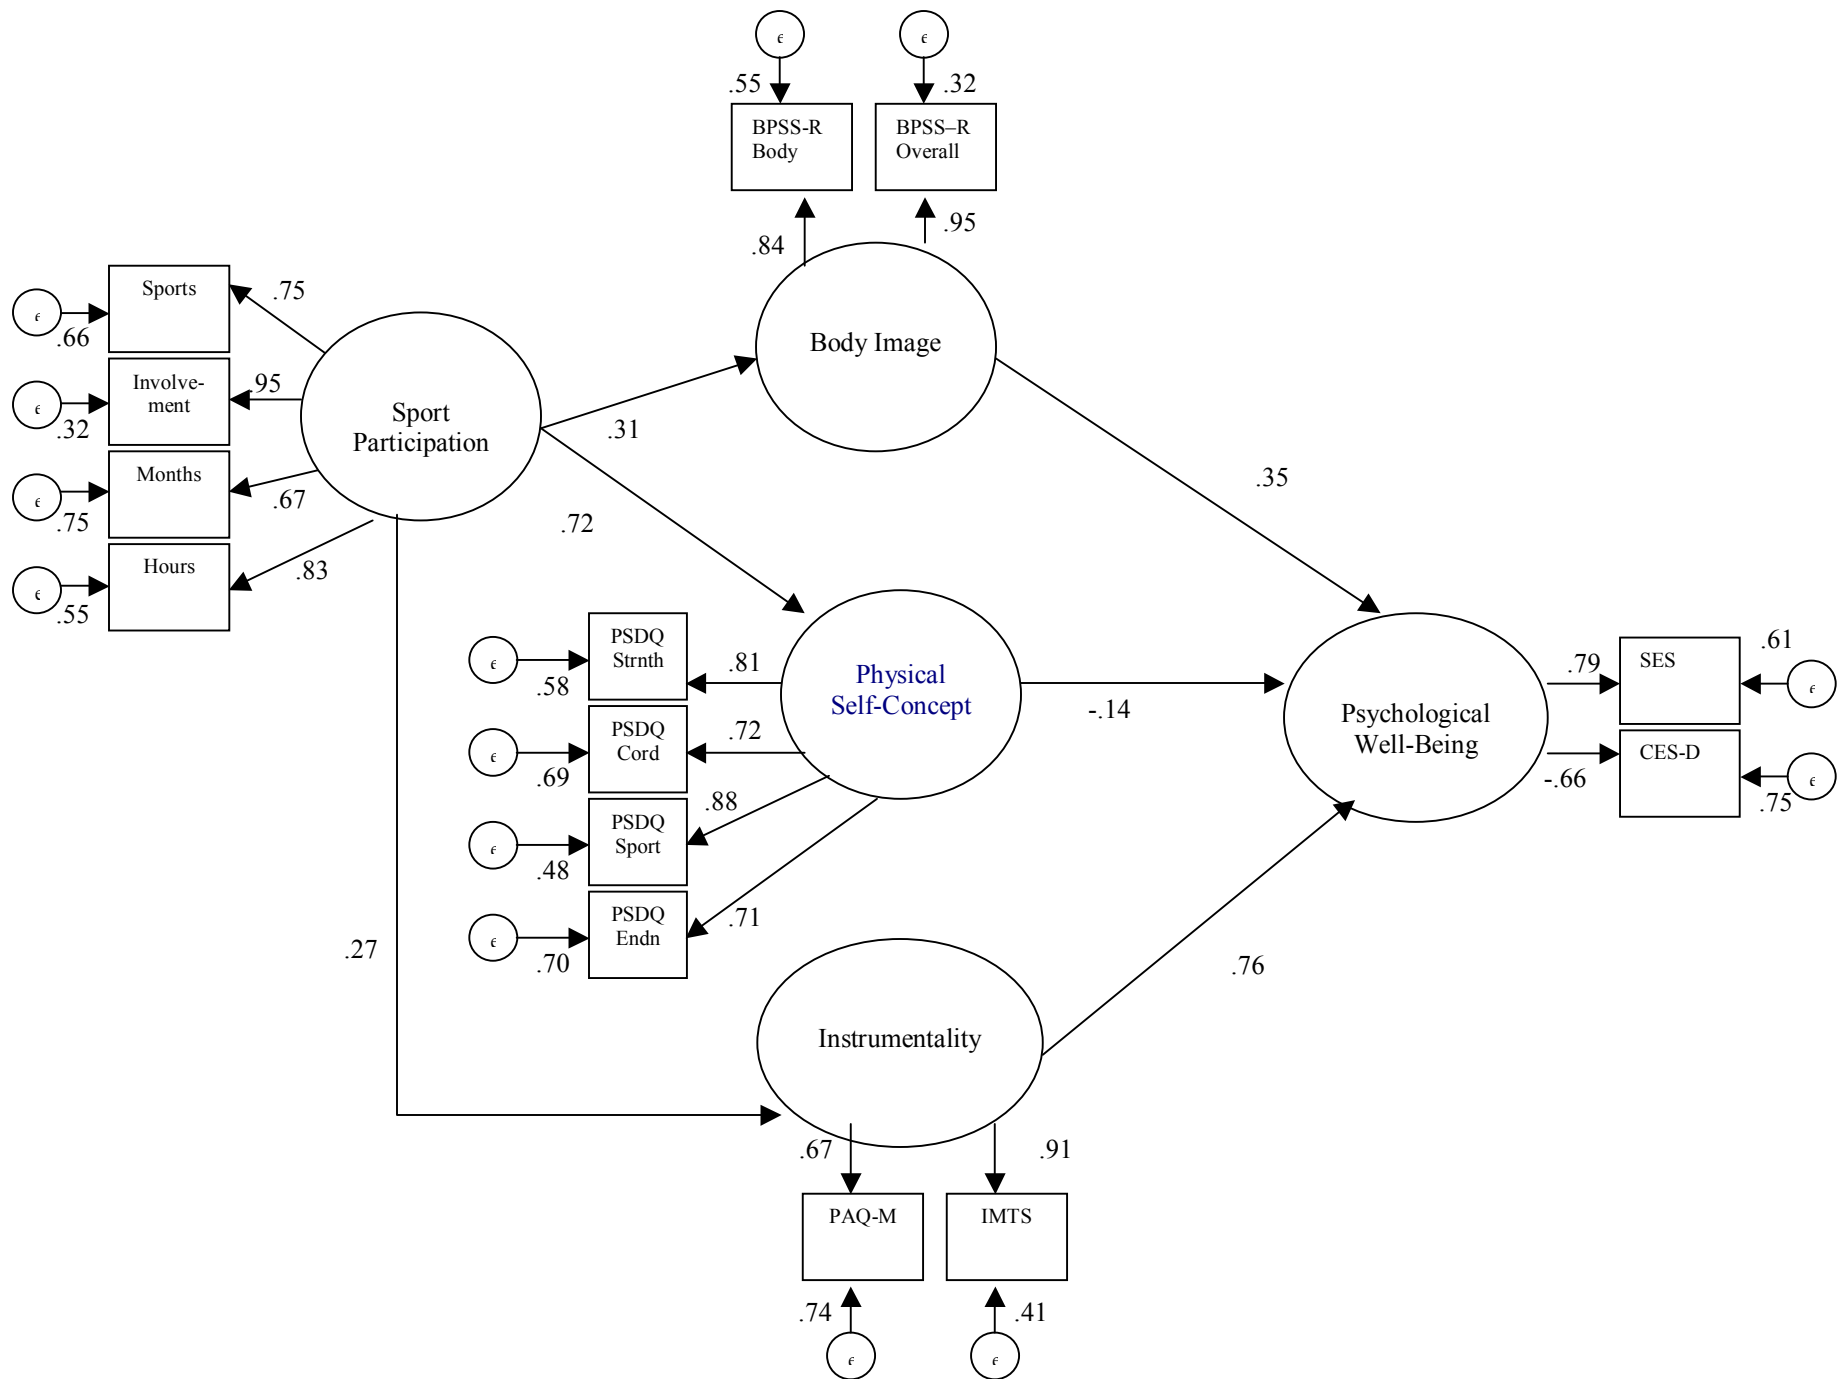 ϵ
ϵ
.55
.32
BPSS-R
Body
BPSS–R
Overall
.84
.95
Body Image
Sports
.75
ϵ
.66
Involve-
ment
.95
ϵ
.32
Months
.67
ϵ
.75
Hours
.83
ϵ
.55
Sport
Participation
.31
.72
.27
.35
PSDQ
Strnth
.81
ϵ
.58
PSDQ
Cord
.72
ϵ
.69
PSDQ
Sport
.88
ϵ
.48
PSDQ
Endn
.71
ϵ
.70
Physical
Self-Concept
-.14
Psychological
Well-Being
.79
SES
.61
ϵ
-.66
CES-D
.75
ϵ
.76
Instrumentality
.67
.91
PAQ-M
IMTS
.74
.41
ϵ
ϵ